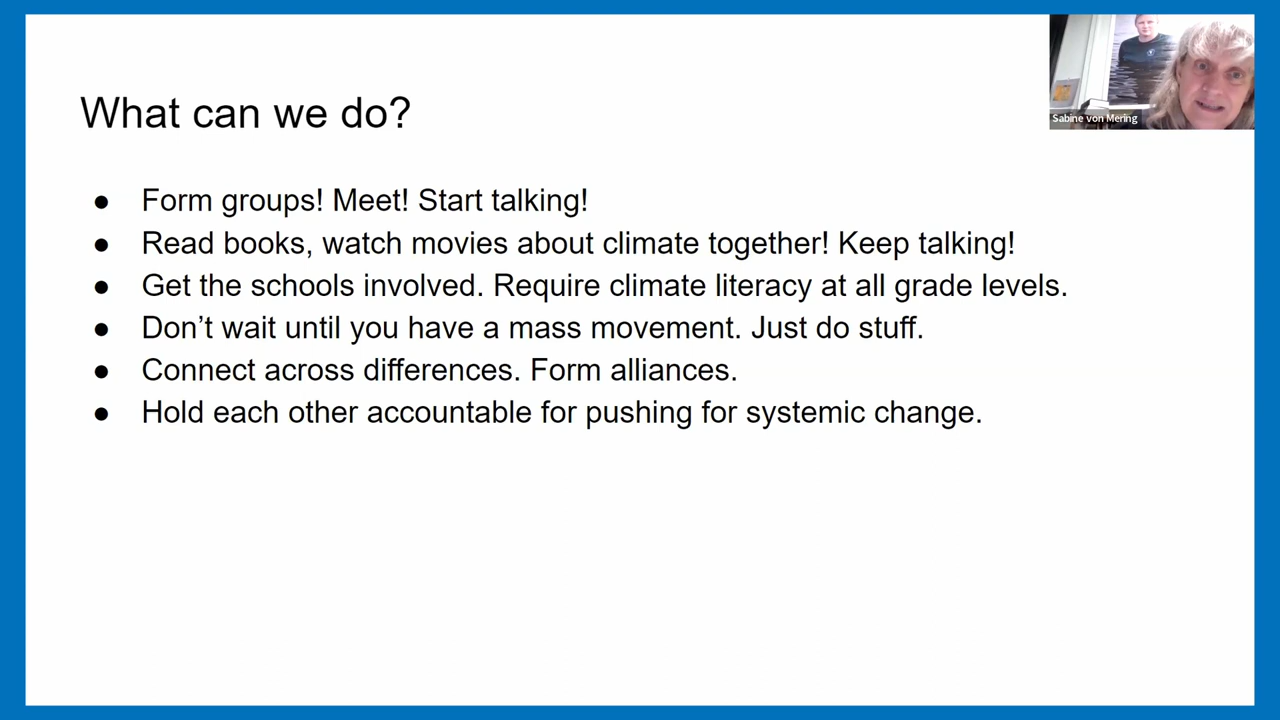 What can we do?
● Form groups! Meet! Start talking!
● Read books, watch movies about climate together! Keep talking!
● Get the schools involved. Require climate literacy at all grade levels.
● Don’t wait until you have a mass movement. Just do stuff.
● Connect across differences. Form alliances.
● Hold each other accountable for pushing for systemic change.
Sabine von Mering